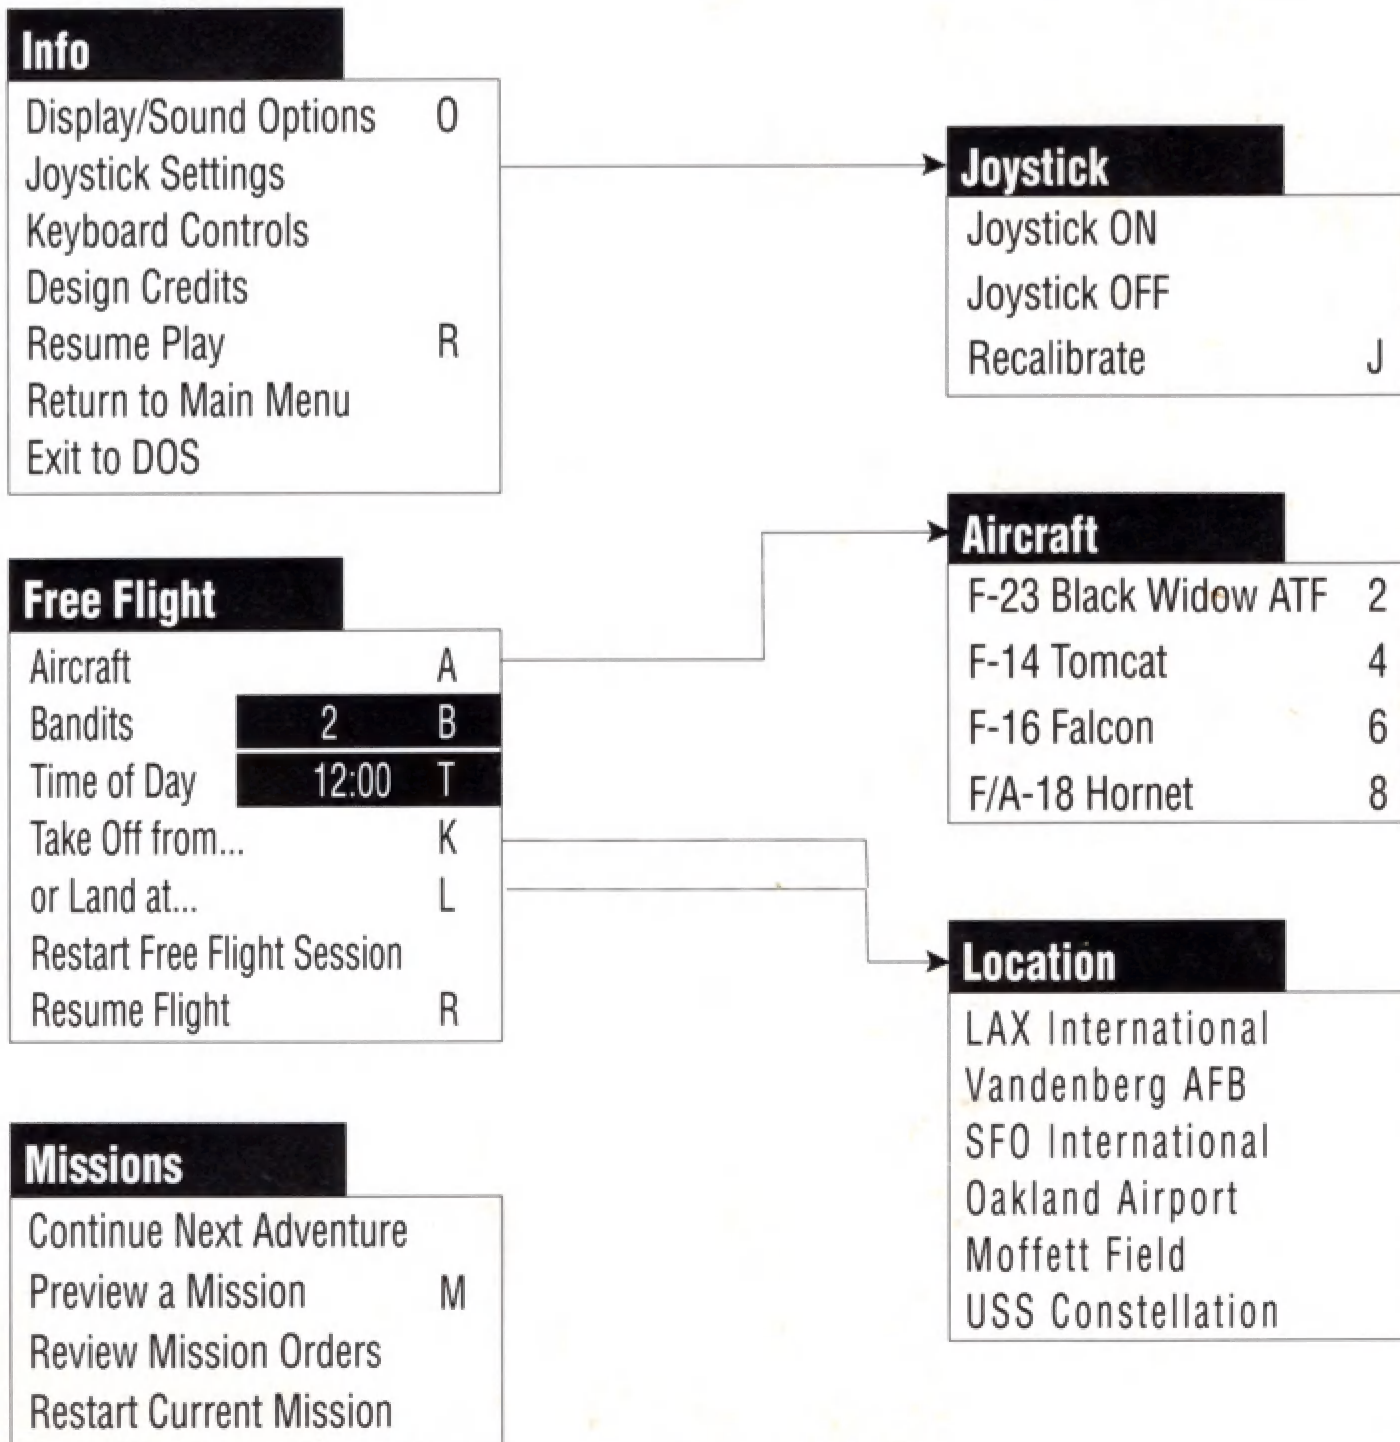 Info
Display/Sound Options O
Joystick Settings
Keyboard Controls
Design Credits
Resume Play R
Return to Main Menu
Exit to DOS
Joystick
Joystick ON
Joystick OFF
Recalibrate J
Free Flight
Aircraft A
Bandits 2 B
Time of Day 12:00 T
Take Off from... K
or Land at... L
Restart Free Flight Session
Resume Flight R
Aircraft
F-23 Black Widow ATF 2
F-14 Tomcat 4
F-16 Falcon 6
F/A-18 Hornet 8
Location
LAX International
Vandenberg AFB
SFO International
Oakland Airport
Moffett Field
USS Constellation
Missions
Continue Next Adventure
Preview a Mission M
Review Mission Orders
Restart Current Mission